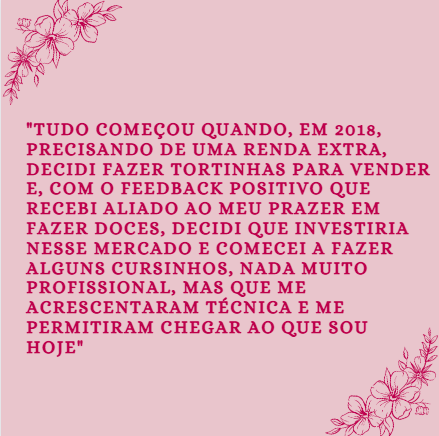 "TUDO COMEÇOU QUANDO, EM 2018,
PRECISANDO DE UMA RENDA EXTRA,
DECIDI FAZER TORTINHAS PARA VENDER
E, COM O FEEDBACK POSITIVO QUE
RECEBI ALIADO AO MEU PRAZER EM
FAZER DOCES, DECIDI QUE INVESTIRIA
NESSE MERCADO E COMECEI A FAZER
ALGUNS CURSINHOS, NADA MUITO
PROFISSIONAL, MAS QUE ME
ACRESCENTARAM TÉCNICA E ME
PERMITIRAM CHEGAR AO QUE SOU
HOJE"